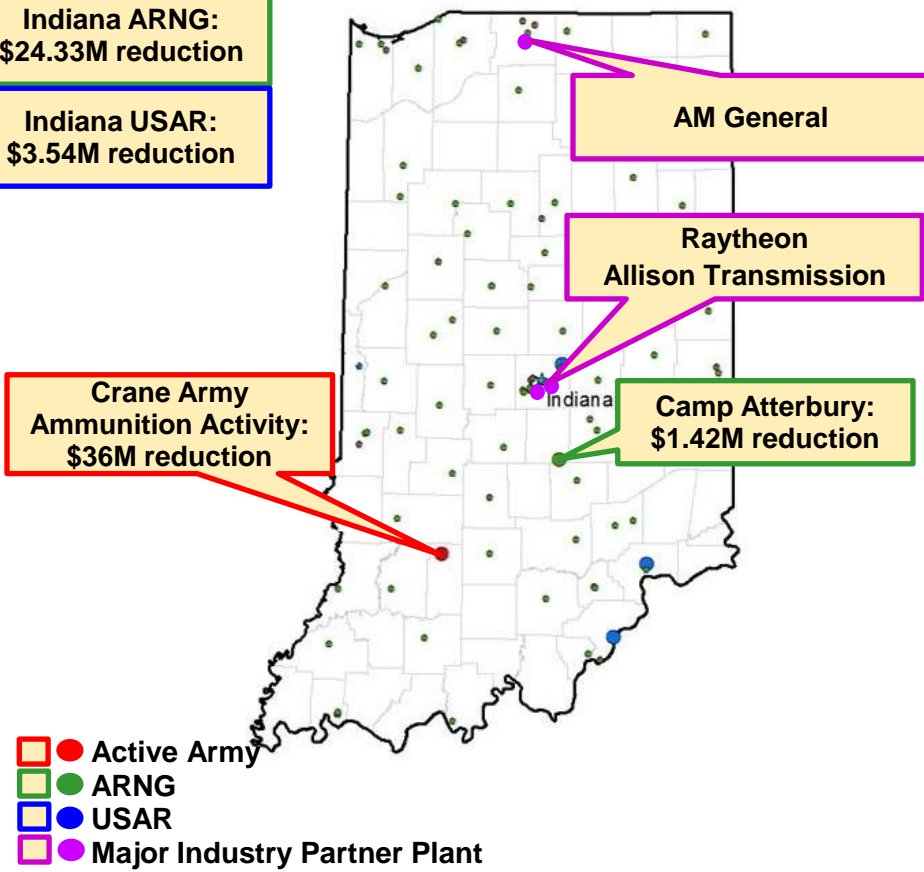 Indiana ARNG:
$24.33M reduction
Indiana USAR:
$3.54M reduction
AM General
Raytheon
Allison Transmission
Crane Army
Ammunition Activity:
$36M reduction
Indiana
Camp Atterbury:
$1.42M reduction
Active Army
ARNG
USAR
Major Industry Partner Plant